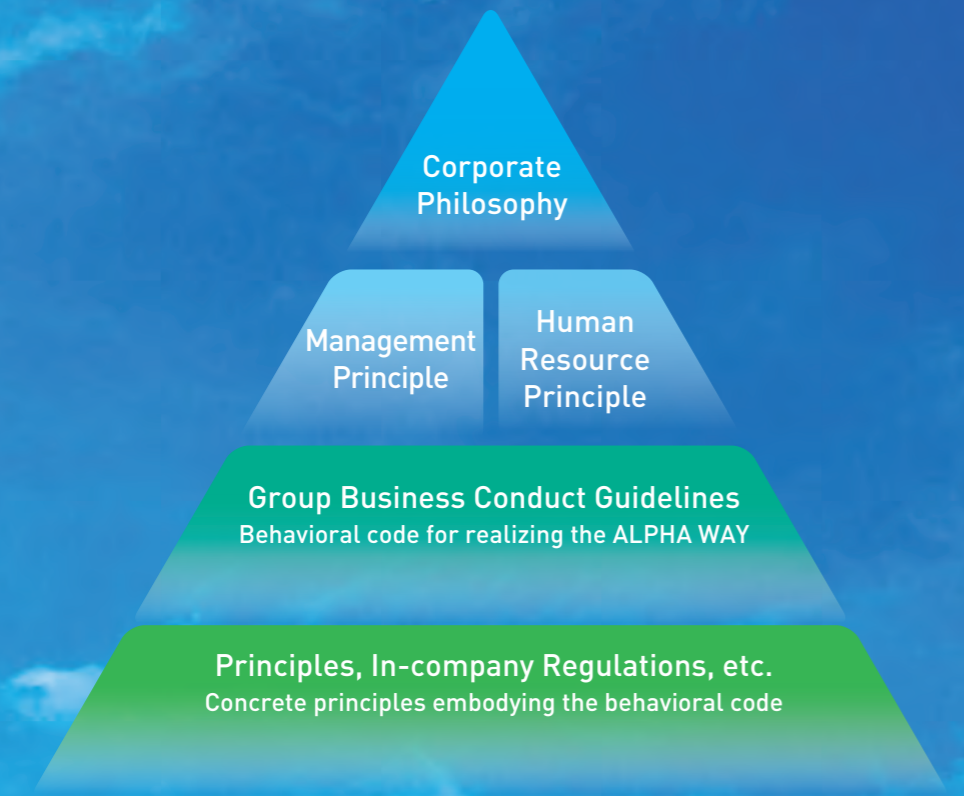 Corporate
Philosophy
Management
Principle
Human
Resource
Principle
Group Business Conduct Guidelines
Behavioral code for realizing the ALPHA WAY
Principles, In-company Regulations, etc.
Concrete principles embodying the behavioral code